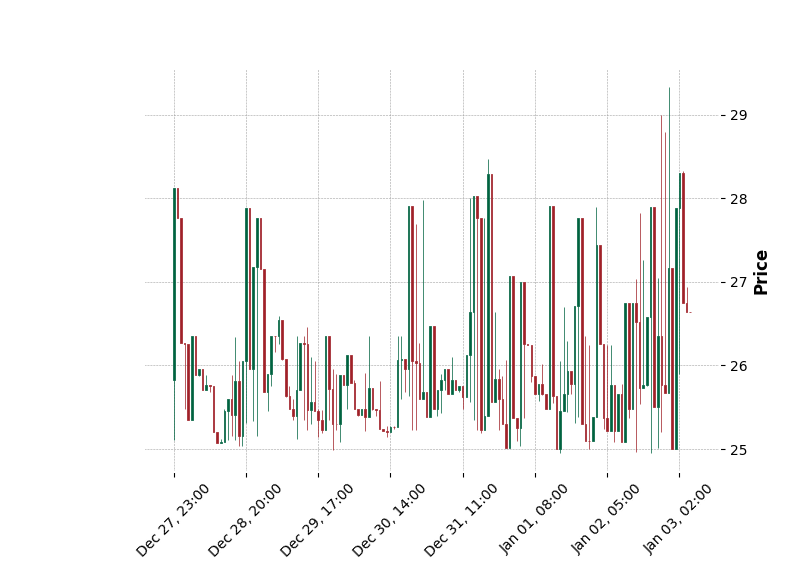 29
28
27
26
25
Price
Dec 27, 23:00
Dec 28, 20:00
Dec 29, 17:00
Dec 30, 14:00
Dec 31, 11:00
Jan 01, 08:00
Jan 02, 05:00
Jan 03, 02:00